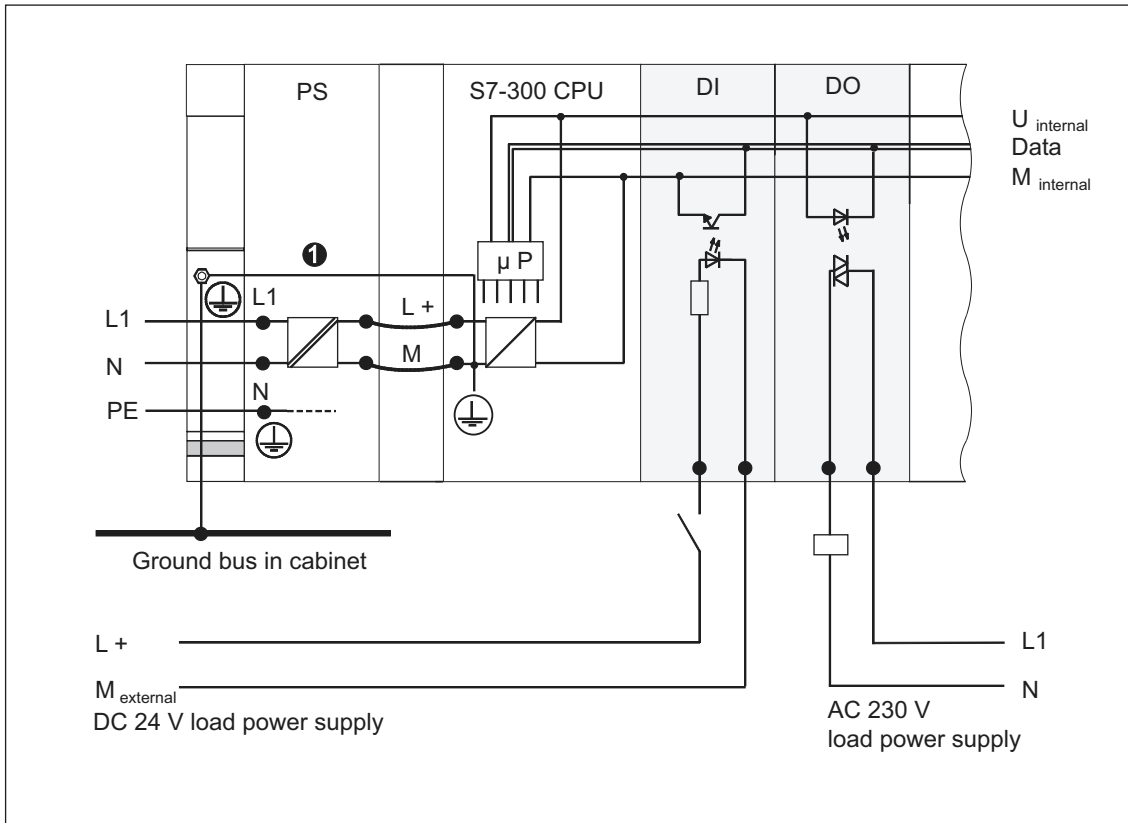 PS
S7-300 CPU
DI
DO
U internal
Data
M internal
1
µ P
L1
L +
L1
N
M
N
PE
Ground bus in cabinet
L +
L1
M external
N
DC 24 V load power supply
AC 230 V
load power supply